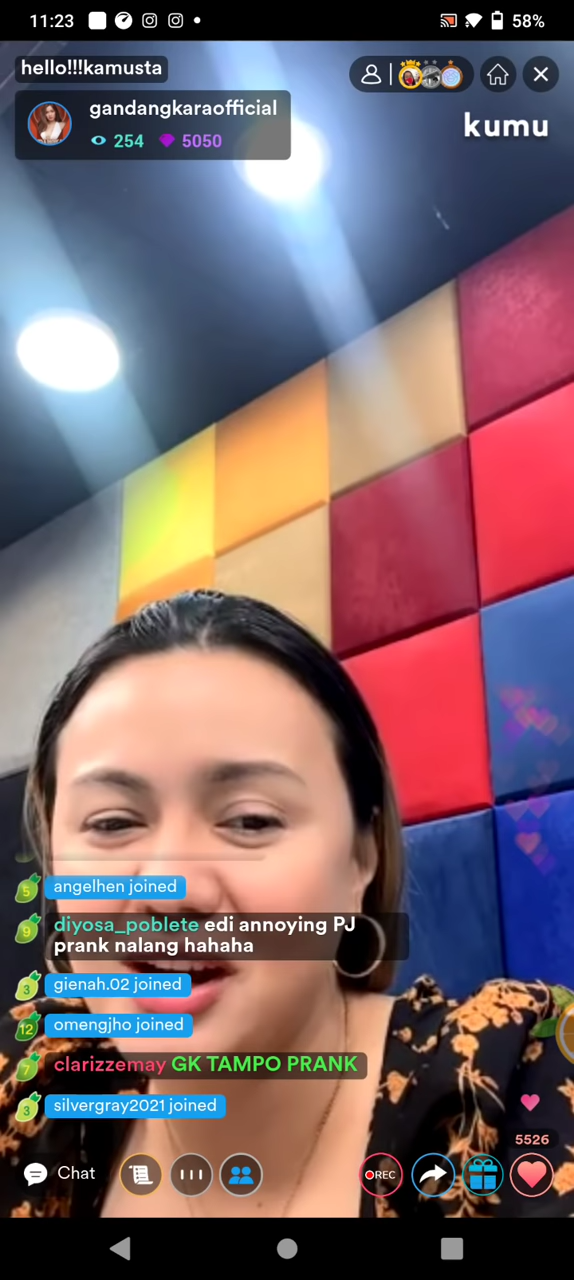 11:23
58%
hello!!!kamusta
gandangkaraofficial
254
5050
kumu
5
angelhen joined
9
diyosa_poblete edi annoying PJ
prank nalang hahaha
3
gienah.02 joined
12
omengjho joined
7
clarizzemay GK TAMPO PRANK
3
silvergray2021 joined
5526
Chat
REC